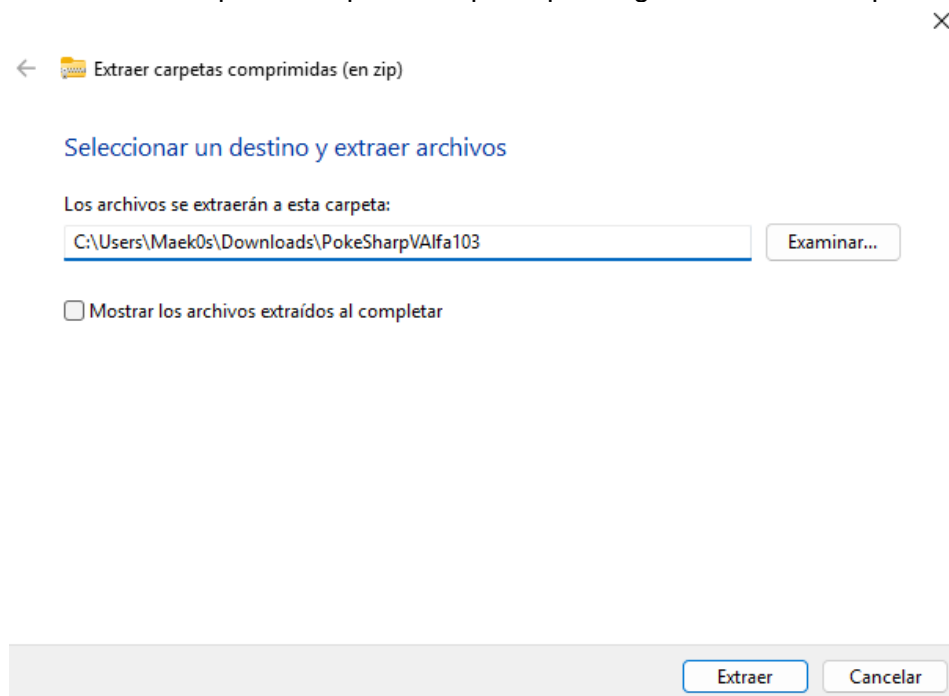 Extraer carpetas comprimidas (en zip)
Seleccionar un destino y extraer archivos
Los archivos se extraerán a esta carpeta:
C:\Users\Maek0s\Downloads\PokeSharpVAlfa103
Examinar...
Mostrar los archivos extraídos al completar
Extraer
Cancelar